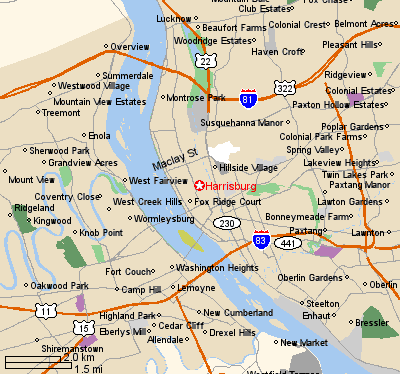 Mountain Dale
Fox Chase
Club Estates
Lucknow
Beaufort Farms
Colonial Crest
Belmont Acres
Woodridge Estates
Pleasant Hills
Overview
Haven Croft
22
Summerdale
Ridgeview
322
Westwood Village
Colonial Estates
Montrose Park
81
Mountain View Estates
Paxton Hollow Estates
Tremont
Susquehanna Manor
Poplar Gardens
Enola
Colonial Park Farms
Sherwood Park
Maclay St
Spring Valley
Grandview Acres
Lakeview Heights
Hillside Village
Twin Lakes Park
Mount View
West Fairview
Harrisburg
Paxtang Manor
Coventry Close
West Creek Hills
Fox Ridge Court
Lawton Gardens
Ridgeland
Kingwood
Wormleysburg
Bonneymeade Farm
230
Knob Point
Paxtang
Lawnton
83
441
Fort Couch
Washington Heights
Oberlin Gardens
Oakwood Park
Camp Hill
Lemoyne
Oberlin
11
Steelton
Highland Park
New Cumberland
Enhaut
15
Cedar Cliff
Bressler
Eberlys Mill
Drexel Hills
Allendale
Shiremanstown
New Market
2.0 km
1.5 mi